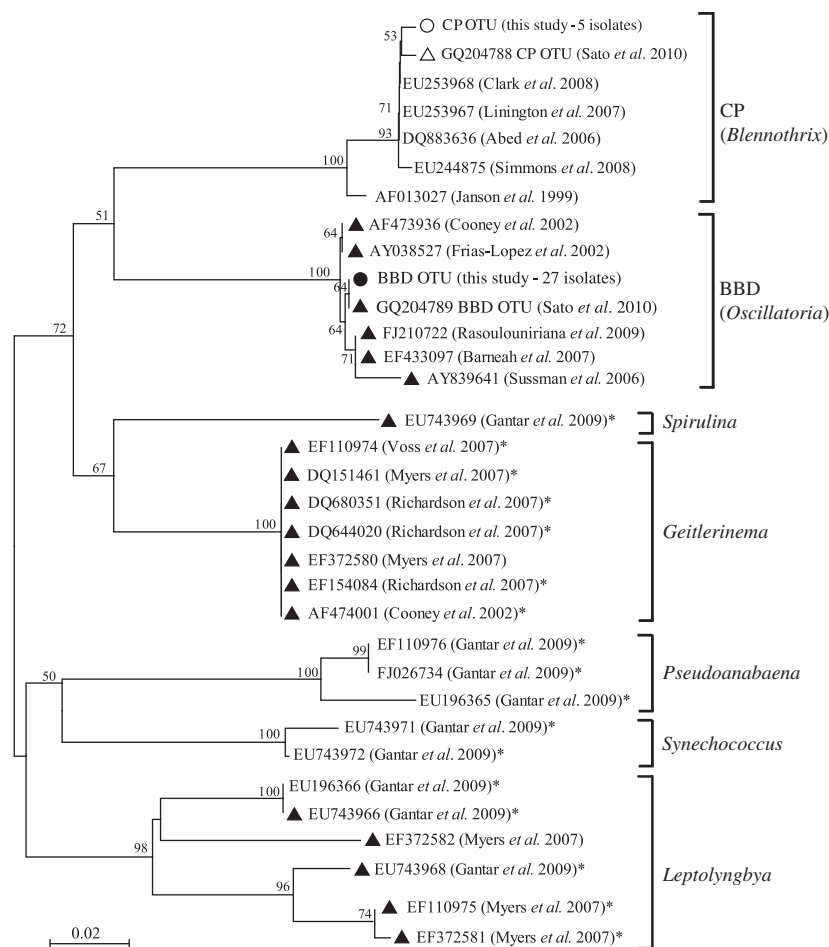 CP OTU (this study - 5 isolates)
53
GQ204788 CP OTU (Sato et al. 2010)
EU253968 (Clark et al. 2008)
71
EU253967 (Linington et al. 2007)
CP
(Blennothrix)
93
DQ883636 (Abed et al. 2006)
100
EU244875 (Simmons et al. 2008)
AF013027 (Janson et al. 1999)
51
AF473936 (Cooney et al. 2002)
64
AY038527 (Frias-Lopez et al. 2002)
100
BBD OTU (this study - 27 isolates)
64
GQ204789 BBD OTU (Sato et al. 2010)
BBD
(Oscillatoria)
72
64
FJ210722 (Rasoulouniriana et al. 2009)
71
EF433097 (Barneah et al. 2007)
AY839641 (Sussman et al. 2006)
EU743969 (Gantar et al. 2009)*
Spirulina
EF110974 (Voss et al. 2007)*
67
DQ151461 (Myers et al. 2007)*
DQ680351 (Richardson et al. 2007)*
100
DQ644020 (Richardson et al. 2007)*
Geitlerinema
EF372580 (Myers et al. 2007)
EF154084 (Richardson et al. 2007)*
AF474001 (Cooney et al. 2002)*
99
EF110976 (Gantar et al. 2009)*
50
100
FJ026734 (Gantar et al. 2009)*
Pseudoanabaena
EU196365 (Gantar et al. 2009)*
100
EU743971 (Gantar et al. 2009)*
Synechococcus
EU743972 (Gantar et al. 2009)*
100
EU196366 (Gantar et al. 2009)*
EU743966 (Gantar et al. 2009)*
98
EF372582 (Myers et al. 2007)
EU743968 (Gantar et al. 2009)*
Leptolyngbya
96
74
EF110975 (Myers et al. 2007)*
EF372581 (Myers et al. 2007)*
0.02